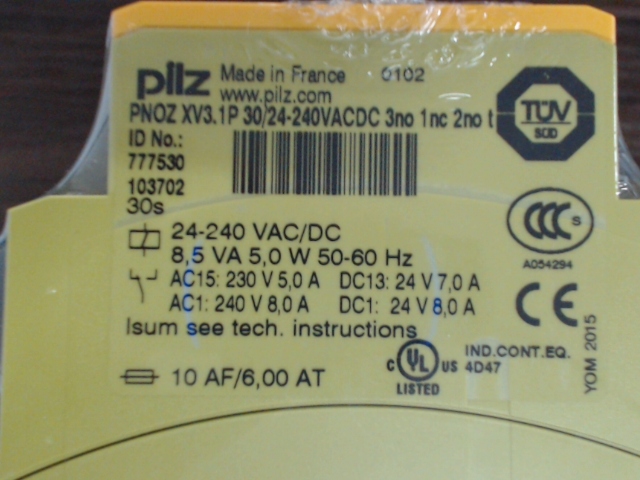 pilz Made in France 0102
www.pilz.com
PNOZ XV3.1P 30/24-240VACDC 3no 1nc 2no t
TÜV
SÜD
ID No.:
777530
103702
30s
24-240 VAC/DC
8,5 VA 5,0 W 50-60 Hz
CCC S
A054294
AC15: 230 V 5,0 A DC13: 24 V 7,0 A
AC1: 240 V 8,0 A DC1: 24 V 8,0 A
CE
Isum see tech. instructions
YOM 2015
C UL US IND.CONT.EQ.
4D47
LISTED
10 AF/6,00 AT